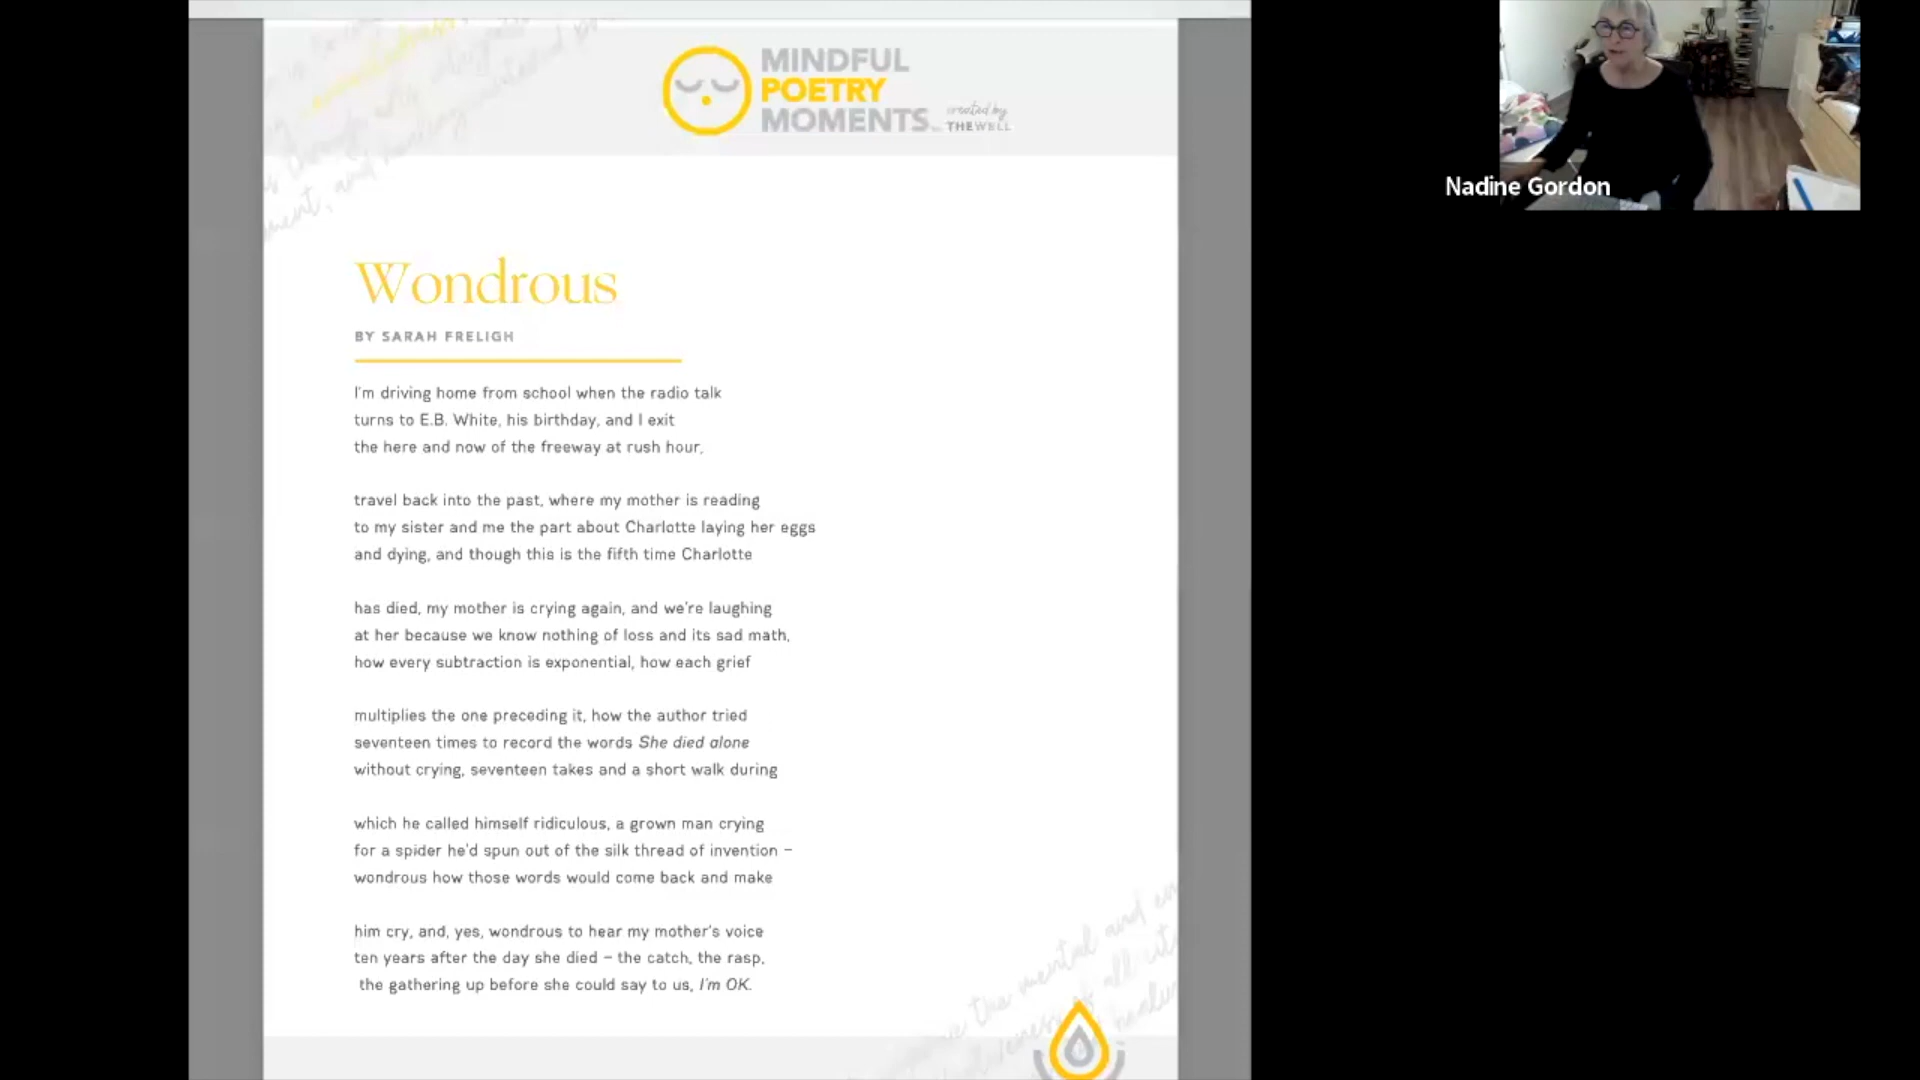 MINDFUL
POETRY
MOMENTS
created by
THEWELL
Nadine Gordon
Wondrous
BY SARAH FRELIGH
I'm driving home from school when the radio talk
turns to E.B. White, his birthday, and I exit
the here and now of the freeway at rush hour,
travel back into the past, where my mother is reading
to my sister and me the part about Charlotte laying her eggs
and dying, and though this is the fifth time Charlotte
has died, my mother is crying again, and we're laughing
at her because we know nothing of loss and its sad math,
how every subtraction is exponential, how each grief
multiplies the one preceding it, how the author tried
seventeen times to record the words She died alone
without crying, seventeen takes and a short walk during
which he called himself ridiculous, a grown man crying
for a spider he'd spun out of the silk thread of invention –
wondrous how those words would come back and make
him cry, and, yes, wondrous to hear my mother's voice
ten years after the day she died – the catch, the rasp,
the gathering up before she could say to us, I'm OK.
the mental and
all